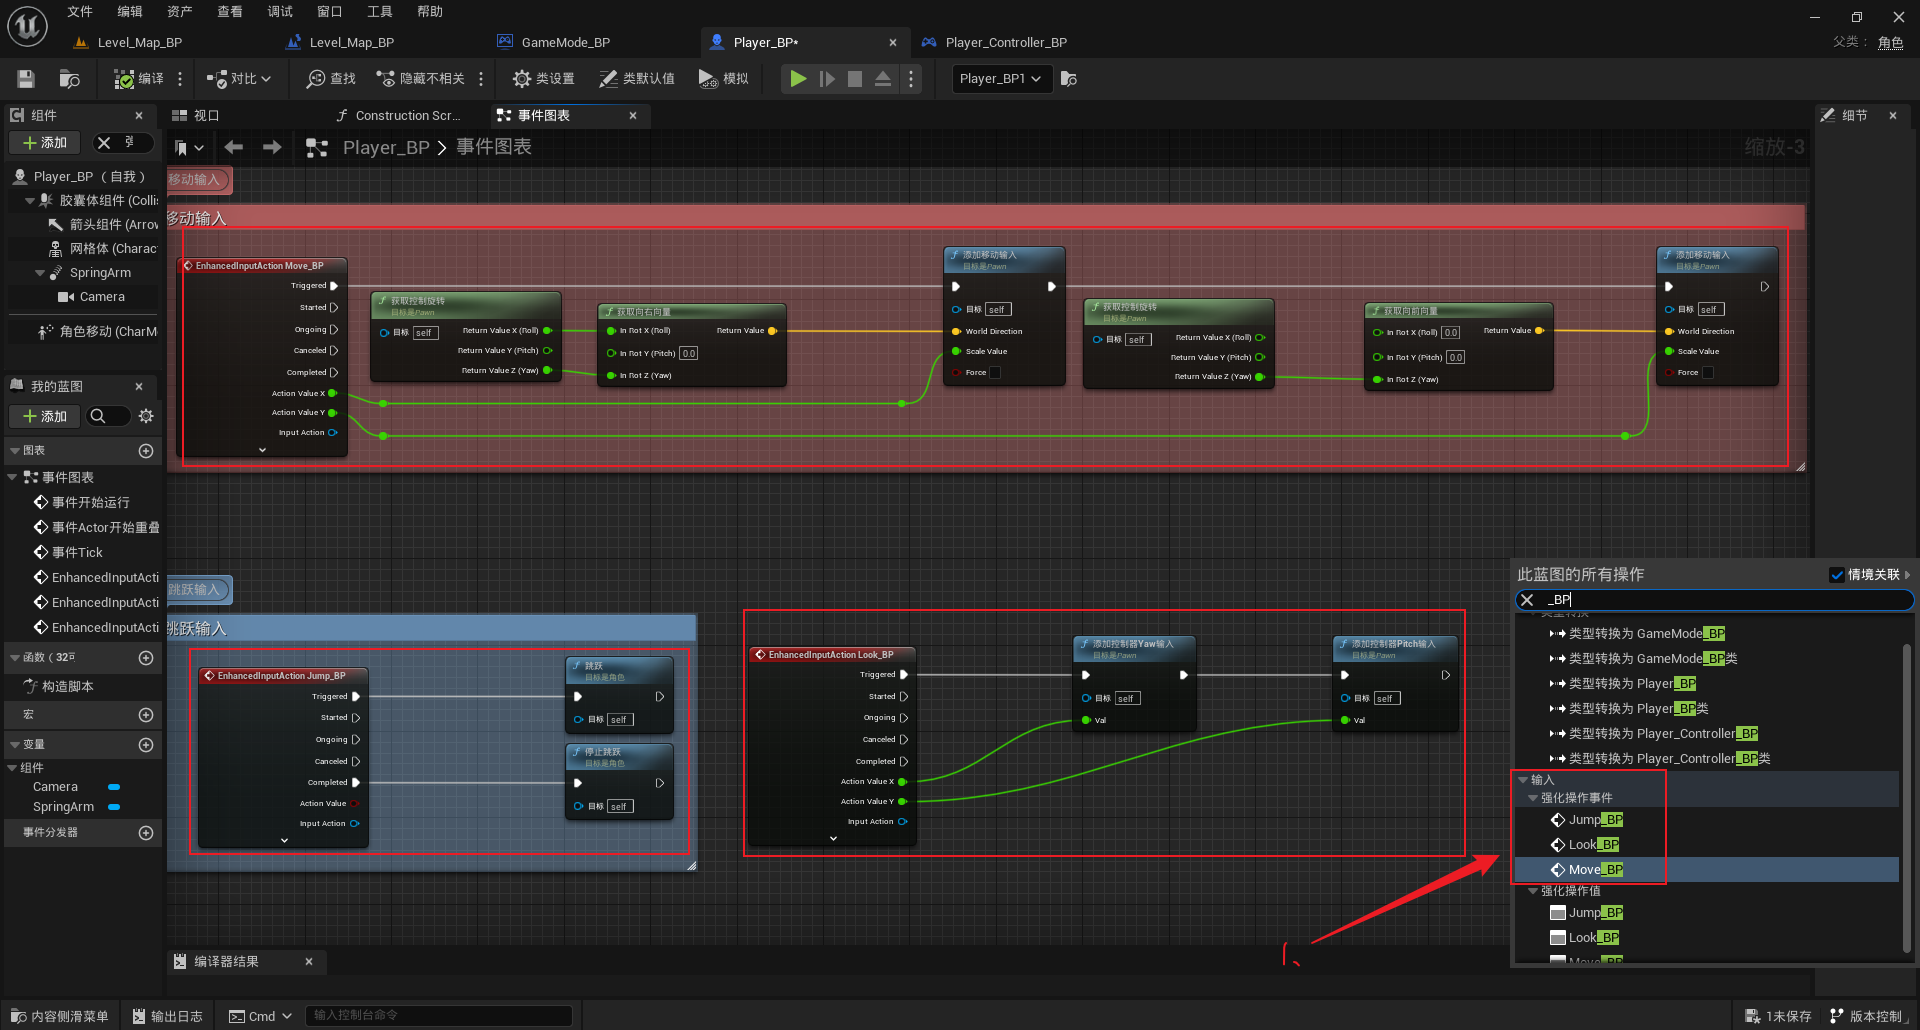 文件 编辑 资产 查看 调试 窗口 工具 帮助
Level_Map_BP
Level_Map_BP
GameMode_BP
Player_BP*
Player_Controller_BP
父类： 角色
编译
对比
查找
隐藏不相关
类设置
类默认值
模拟
Player_BP1
组件
视口
Construction Scr...
事件图表
细节
添加
Player_BP
事件图表
缩放-3
Player_BP （自我）
胶囊体组件 (Collis
箭头组件 (Arrov
网格体 (Charac
SpringArm
Camera
角色移动 (CharM
我的蓝图
添加
图表
事件图表
事件开始运行
事件Actor开始重叠
事件Tick
EnhancedInputActi
EnhancedInputActi
EnhancedInputActi
函数
构造脚本
宏
变量
组件
Camera
SpringArm
事件分发器
移动输入
移动输入
EnhancedInputAction Move_BP
Triggered
Started
Ongoing
Canceled
Completed
Action Value X
Action Value Y
Input Action
获取控制旋转
目标是Pawn
目标 self
Return Value X (Roll)
Return Value Y (Pitch)
Return Value Z (Yaw)
获取向右向量
In Rot X (Roll)
Return Value
In Rot Y (Pitch) 0.0
In Rot Z (Yaw)
添加移动输入
目标是Pawn
目标 self
World Direction
Scale Value
Force
获取控制旋转
目标是Pawn
目标 self
Return Value X (Roll)
Return Value Y (Pitch)
Return Value Z (Yaw)
获取向前向量
In Rot X (Roll) 0.0
Return Value
In Rot Y (Pitch) 0.0
In Rot Z (Yaw)
添加移动输入
目标是Pawn
目标 self
World Direction
Scale Value
Force
跳跃输入
跳跃输入
EnhancedInputAction Jump_BP
Triggered
Started
Ongoing
Canceled
Completed
Action Value
Input Action
跳跃
目标是角色
目标 self
停止跳跃
目标是角色
目标 self
EnhancedInputAction Look_BP
Triggered
Started
Ongoing
Canceled
Completed
Action Value X
Action Value Y
Input Action
添加控制器Yaw输入
目标是Pawn
目标 self
Val
添加控制器Pitch输入
目标是Pawn
目标 self
Val
此蓝图的所有操作
情境关联
_BP
类型转换
类型转换为 GameMode_BP
类型转换为 GameMode_BP类
类型转换为 Player_BP
类型转换为 Player_BP类
类型转换为 Player_Controller_BP
类型转换为 Player_Controller_BP类
输入
强化操作事件
Jump_BP
Look_BP
Move_BP
强化操作值
Jump_BP
Look_BP
Move_BP
编译器结果
内容侧滑菜单
输出日志
Cmd
输入控制台命令
1未保存
版本控制